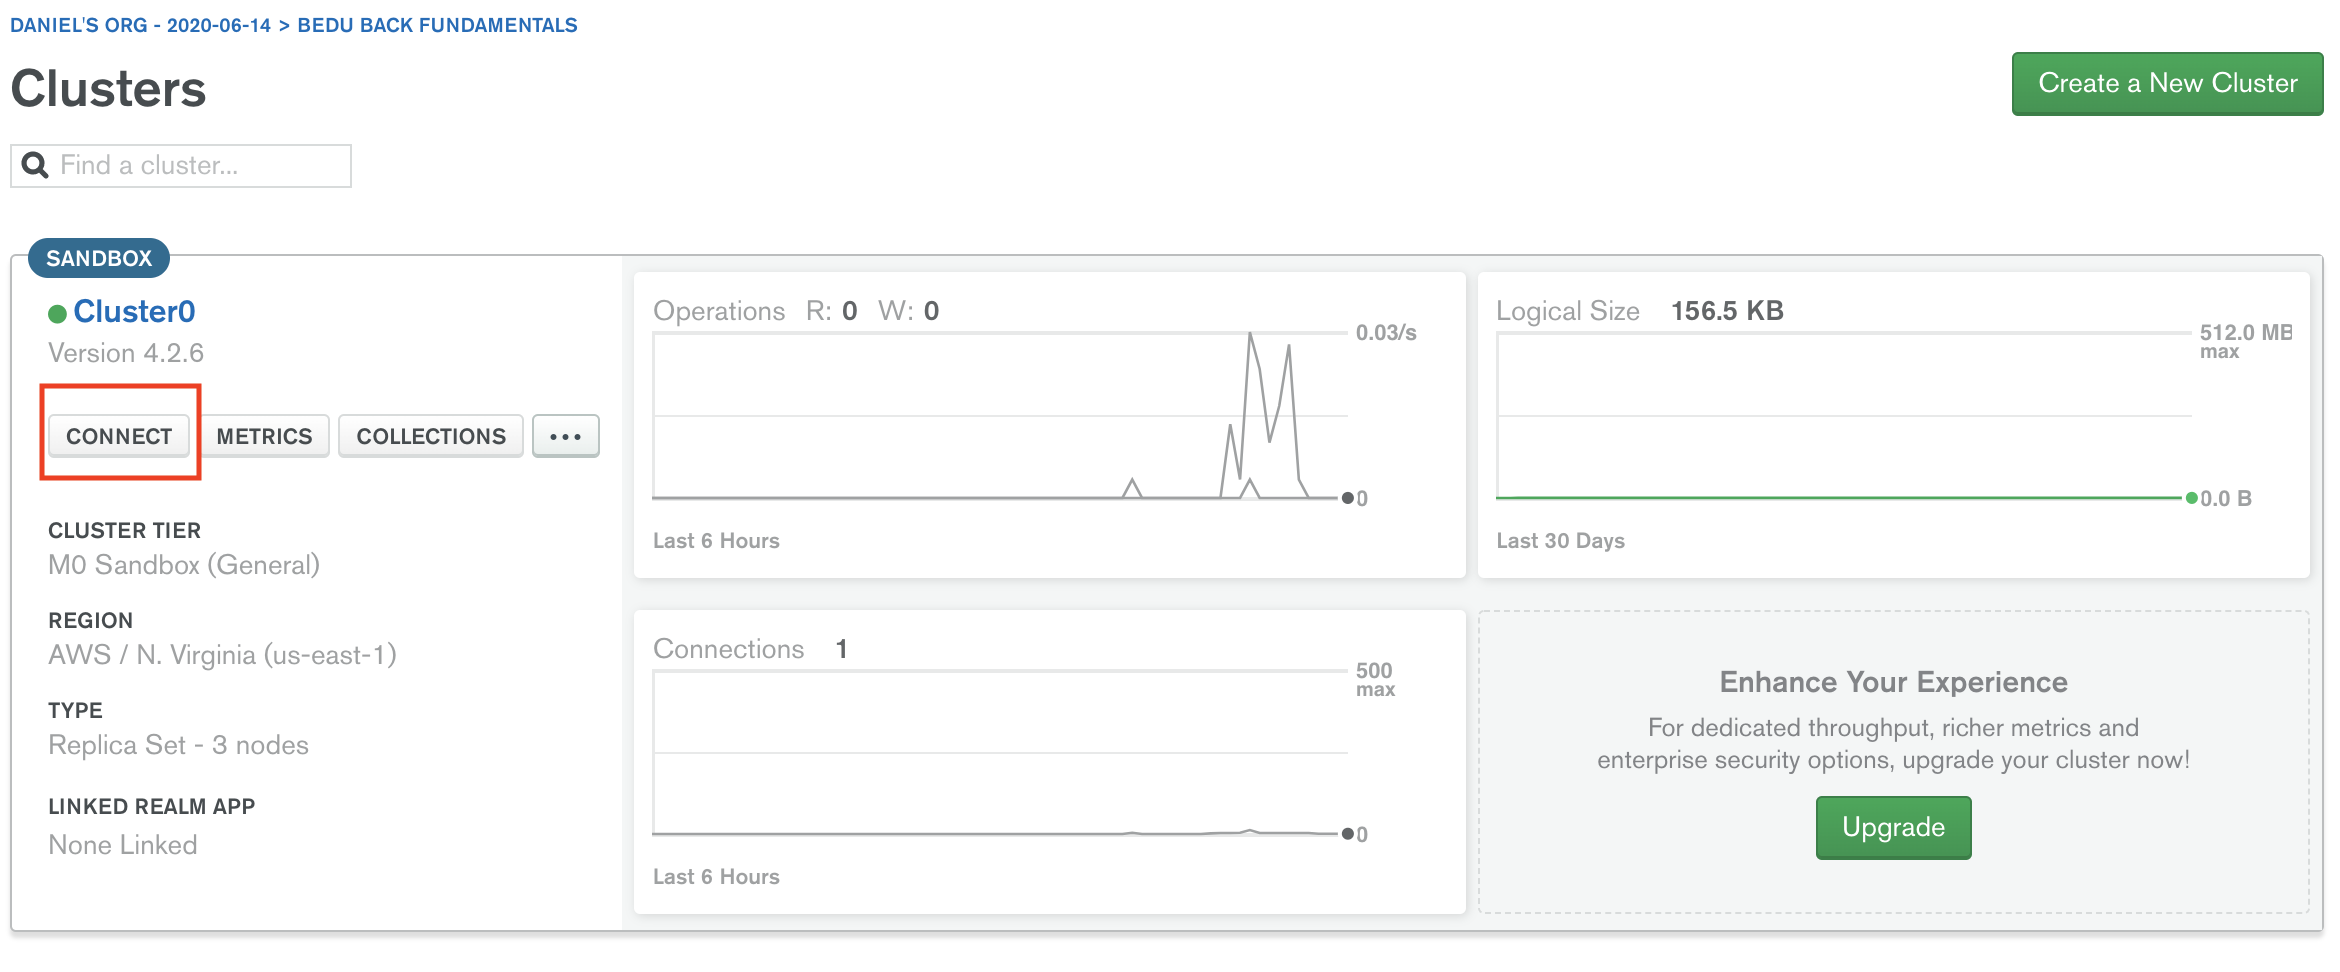 DANIEL'S ORG - 2020-06-14 > BEDU BACK FUNDAMENTALS
Clusters
Create a New Cluster
Find a cluster...
SANDBOX
Cluster0
Version 4.2.6
CONNECT METRICS COLLECTIONS ...
CLUSTER TIER
M0 Sandbox (General)
REGION
AWS / N. Virginia (us-east-1)
TYPE
Replica Set - 3 nodes
LINKED REALM APP
None Linked
Operations R: 0 W: 0
0.03/s
0
Last 6 Hours
Logical Size 156.5 KB
512.0 MB
max
0.0 B
Last 30 Days
Connections 1
500
max
0
Last 6 Hours
Enhance Your Experience
For dedicated throughput, richer metrics and
enterprise security options, upgrade your cluster now!
Upgrade